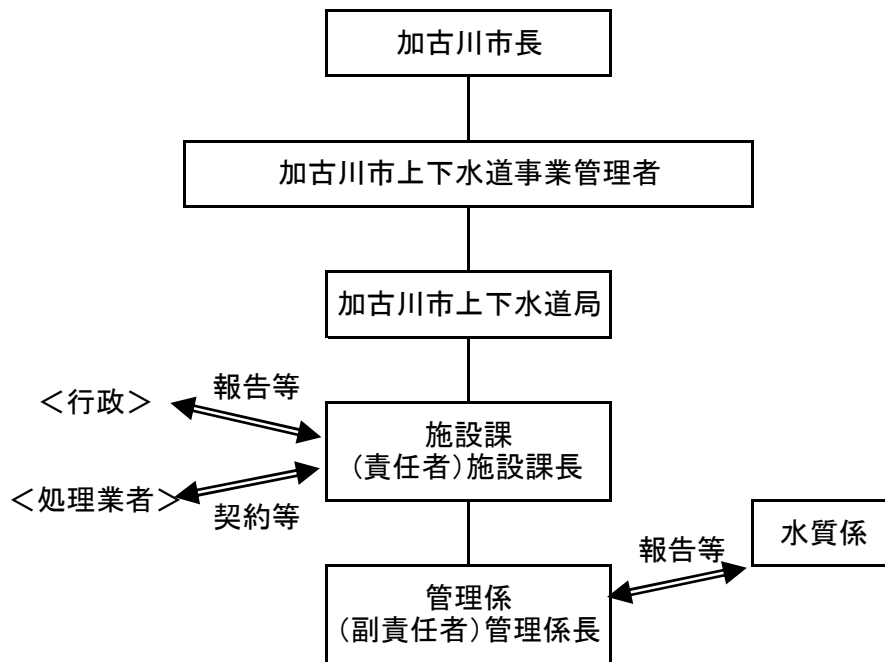 加古川市長
加古川市上下水道事業管理者
加古川市上下水道局
＜行政＞
報告等
施設課
(責任者)施設課長
＜処理業者＞
契約等
水質係
報告等
管理係
(副責任者)管理係長